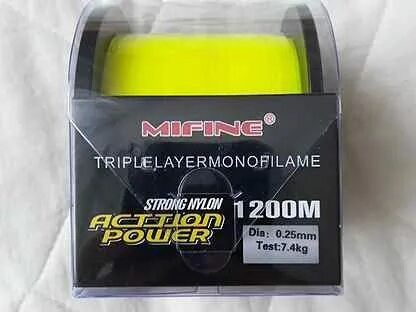 MIFINE®
TRIPLELAYERMONOFILAME
STRONG NYLON
ACTTION
POWER
1200M
Dia: 0.25mm
Test:7.4kg